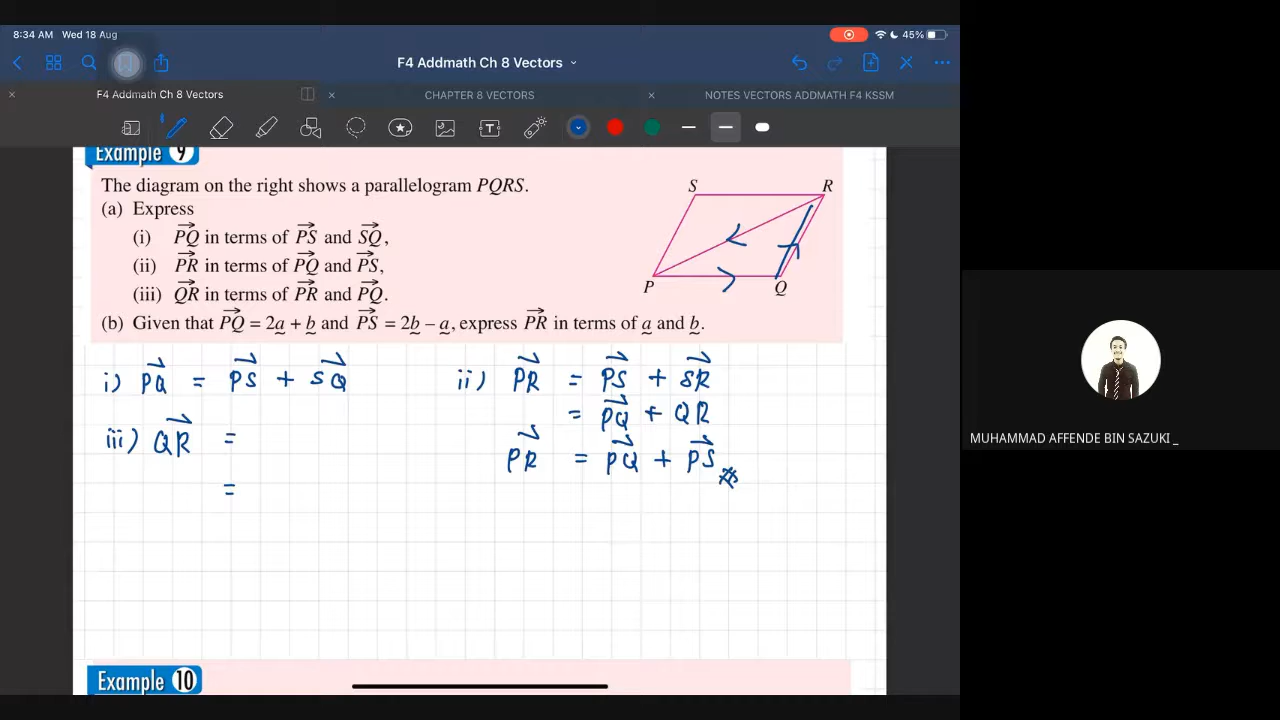 8:34 AM Wed 18 Aug
45%
F4 Addmath Ch 8 Vectors
F4 Addmath Ch 8 Vectors
CHAPTER 8 VECTORS
NOTES VECTORS ADDMATH F4 KSSM
Example 9
The diagram on the right shows a parallelogram PQRS.
(a) Express
(i) PQ in terms of PS and SQ,
(ii) PR in terms of PQ and PS,
(iii) QR in terms of PR and PQ.
(b) Given that PQ = 2a + b and PS = 2b – a, express PR in terms of a and b.
S R
P Q
i) PQ = PS + SQ
iii) QR =
=
ii) PR = PS + SR
= PQ + QR
PR = PQ + PS
Example 10
MUHAMMAD AFFENDE BIN SAZUKI _